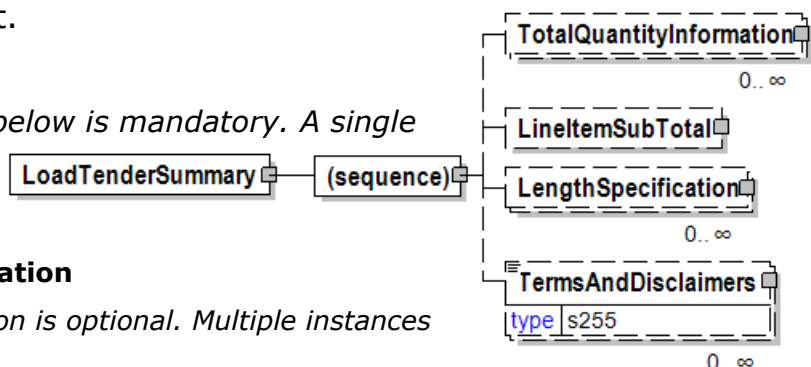 t.
below is mandatory. A single
ation
on is optional. Multiple instances
LoadTenderSummary
(sequence)
TotalQuantityInformation
0.. ∞
LineItemSubTotal
LengthSpecification
0.. ∞
TermsAndDisclaimers
type s255
0.. ∞